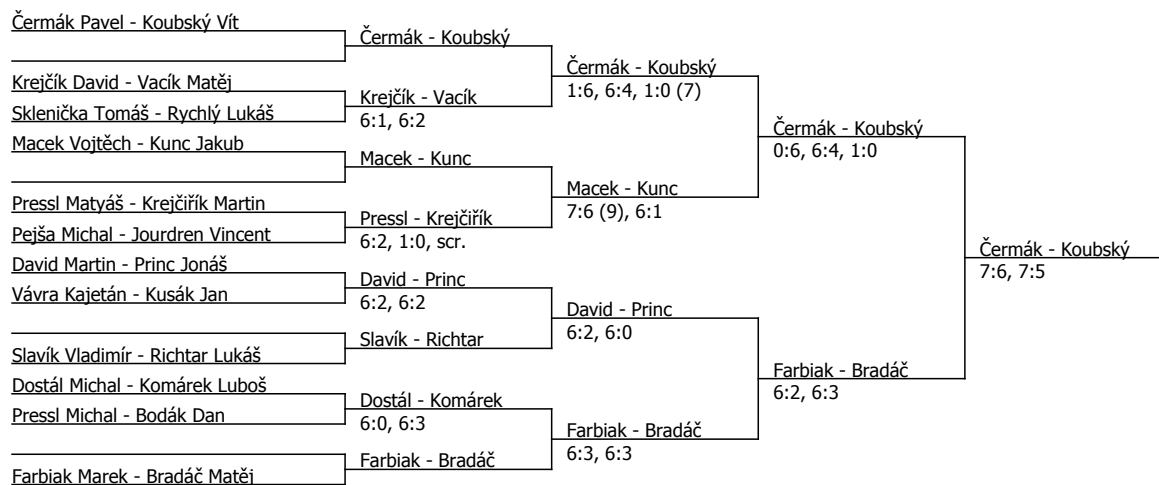 Čermák Pavel - Koubský Vít
Krejčík David - Vacík Matěj
Sklenička Tomáš - Rychlý Lukáš
Macek Vojtěch - Kunc Jakub
Pressl Matyáš - Krejčiřík Martin
Pejša Michal - Jourdren Vincent
David Martin - Princ Jonáš
Vávra Kajetán - Kusák Jan
Slavík Vladimír - Richtar Lukáš
Dostál Michal - Komárek Luboš
Pressl Michal - Bodák Dan
Farbiak Marek - Bradáč Matěj
Čermák - Koubský
Krejčík - Vacík
6:1, 6:2
Macek - Kunc
Pressl - Krejčiřík
6:2, 1:0, scr.
David - Princ
6:2, 6:2
Slavík - Richtar
Dostál - Komárek
6:0, 6:3
Farbiak - Bradáč
Čermák - Koubský
1:6, 6:4, 1:0 (7)
Macek - Kunc
7:6 (9), 6:1
David - Princ
6:2, 6:0
Farbiak - Bradáč
6:3, 6:3
Čermák - Koubský
0:6, 6:4, 1:0
Farbiak - Bradáč
6:2, 6:3
Čermák - Koubský
7:6, 7:5